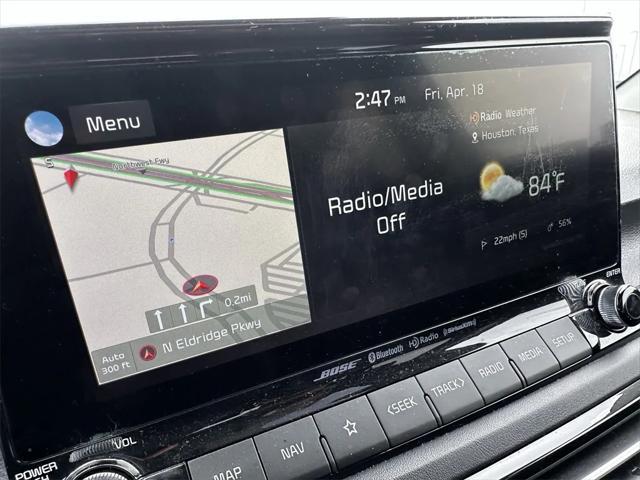 2:47 PM Fri, Apr. 18
Menu
HD Radio Weather
Houston, Texas
S
Northwest Fwy
Radio/Media
Off
84°F
22mph (S) 56%
0.2mi
Auto
300 ft
N Eldridge Pkwy
BOSE Bluetooth HD Radio SiriusXM
ENTER
VOL
POWER
MAP
NAV
☆
<SEEK
TRACK>
RADIO
MEDIA
SETUP